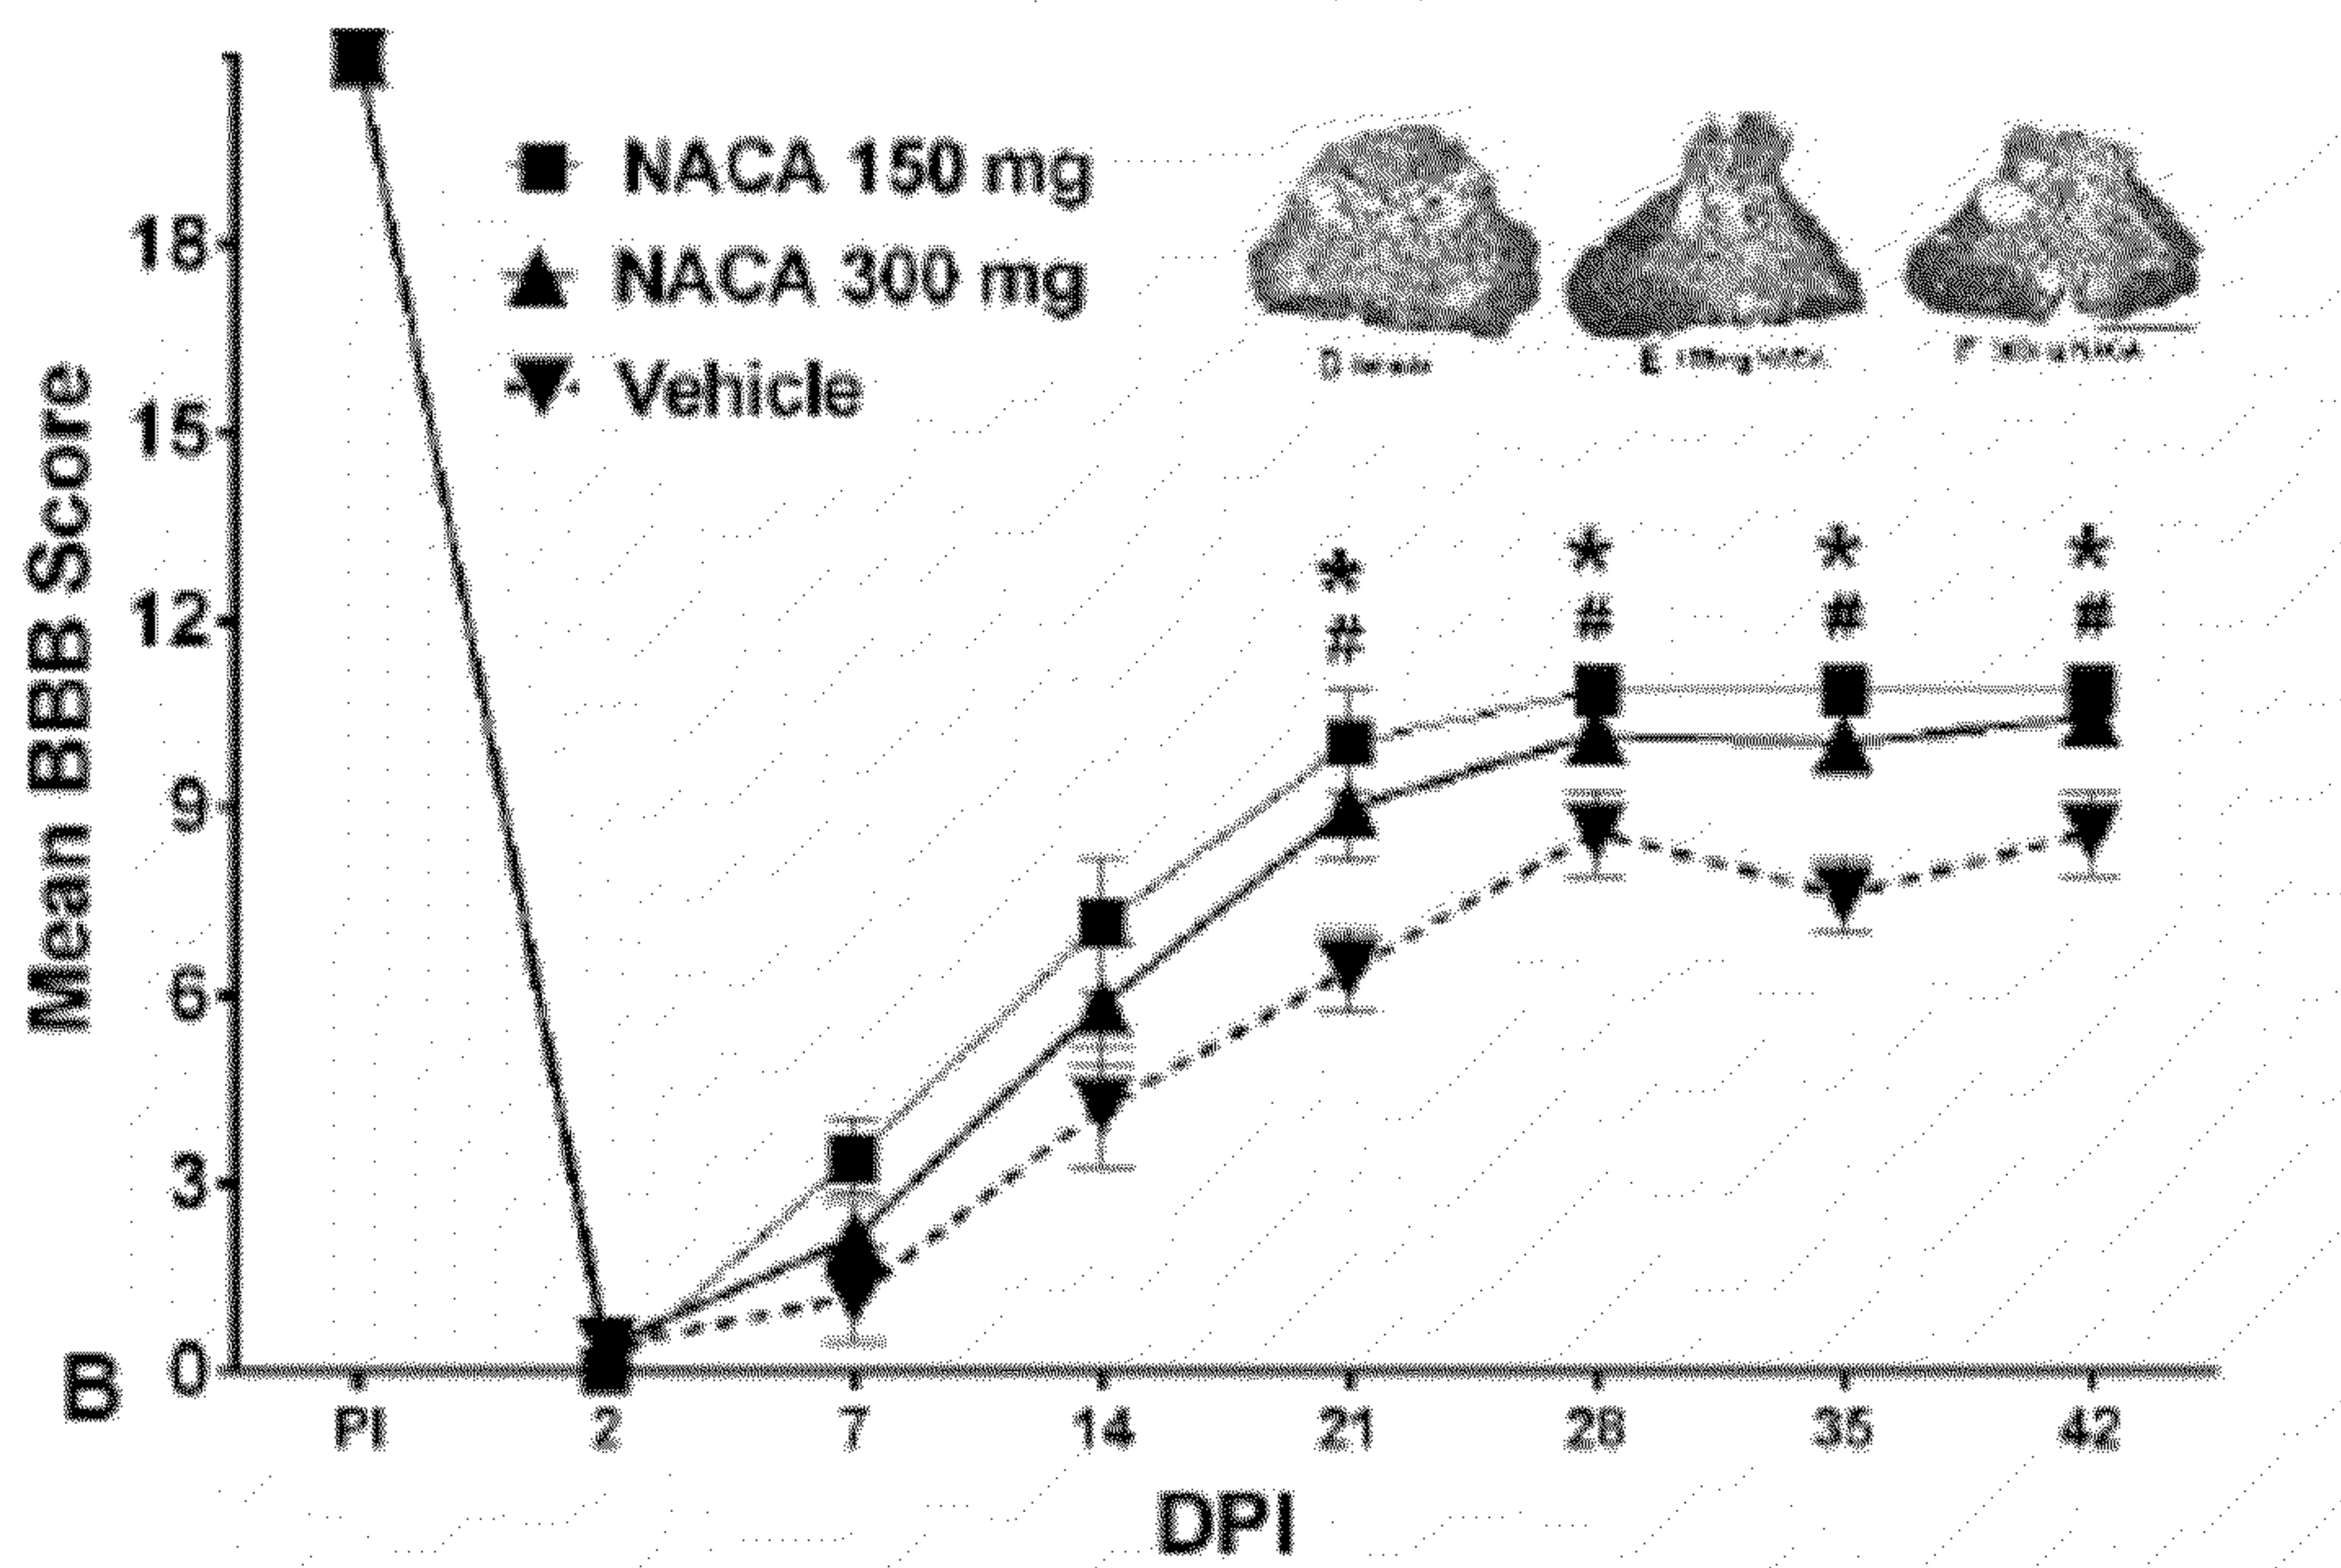 NACA 150 mg
NACA 300 mg
Vehicle
Mean BBB Score
18
15
12
9
6
3
0
* * * *
# # # #
B
PI 2 7 14 21 28 35 42
DPI
D
E
F